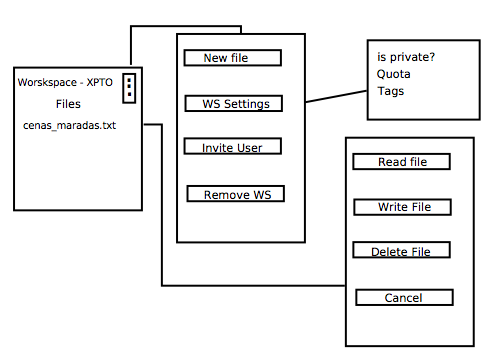 Worskspace - XPTO
Files
cenas_maradas.txt
New file
WS Settings
Invite User
Remove WS
is private?
Quota
Tags
Read file
Write File
Delete File
Cancel